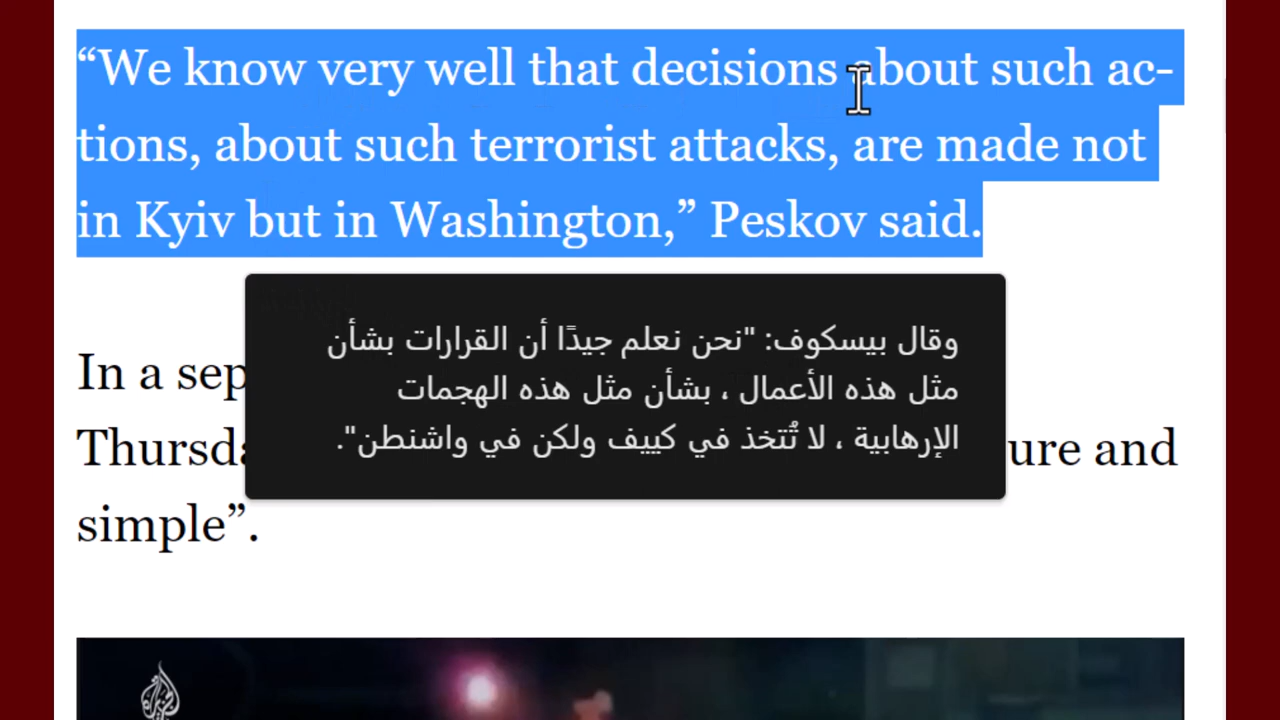 “We know very well that decisions about such ac-
tions, about such terrorist attacks, are made not
in Kyiv but in Washington,” Peskov said.
وقال بيسكوف: "نحن نعلم جيدًا أن القرارات بشأن
مثل هذه الأعمال ، بشأن مثل هذه الهجمات
الإرهابية ، لا تُتخذ في كييف ولكن في واشنطن".
In a sep
Thursda ure and
simple”.